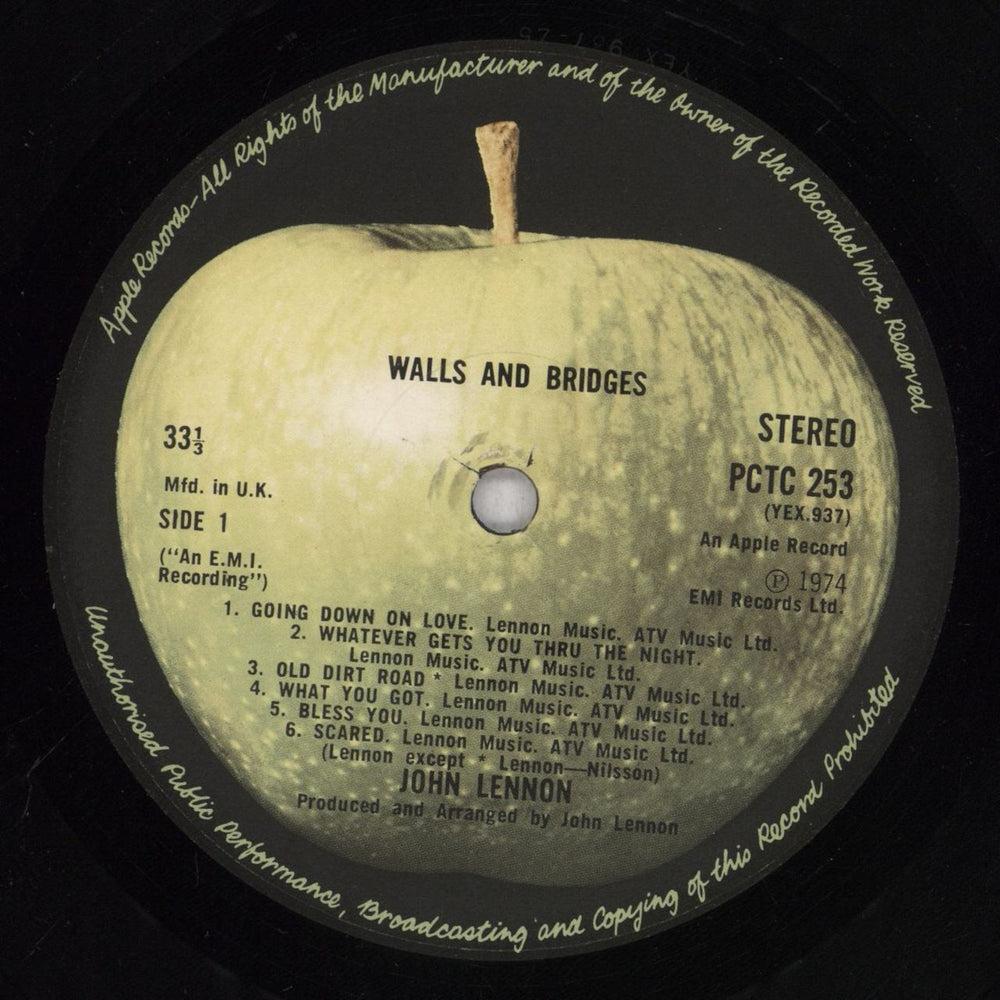 Apple Records—All Rights of the Manufacturer and of the Owner of the Recorded Work Reserved
WALLS AND BRIDGES
33⅓
STEREO
PCTC 253
Mfd. in U.K.
(YEX.937)
SIDE 1
An Apple Record
("An E.M.I.
Recording")
Ⓟ 1974
EMI Records Ltd.
1. GOING DOWN ON LOVE. Lennon Music. ATV Music Ltd.
2. WHATEVER GETS YOU THRU THE NIGHT.
Lennon Music. ATV Music Ltd.
3. OLD DIRT ROAD * Lennon Music. ATV Music Ltd.
4. WHAT YOU GOT. Lennon Music. ATV Music Ltd.
5. BLESS YOU. Lennon Music. ATV Music Ltd.
6. SCARED. Lennon Music. ATV Music Ltd.
(Lennon except * Lennon—Nilsson)
JOHN LENNON
Produced and Arranged by John Lennon
Unauthorised Public Performance, Broadcasting and Copying of this Record Prohibited